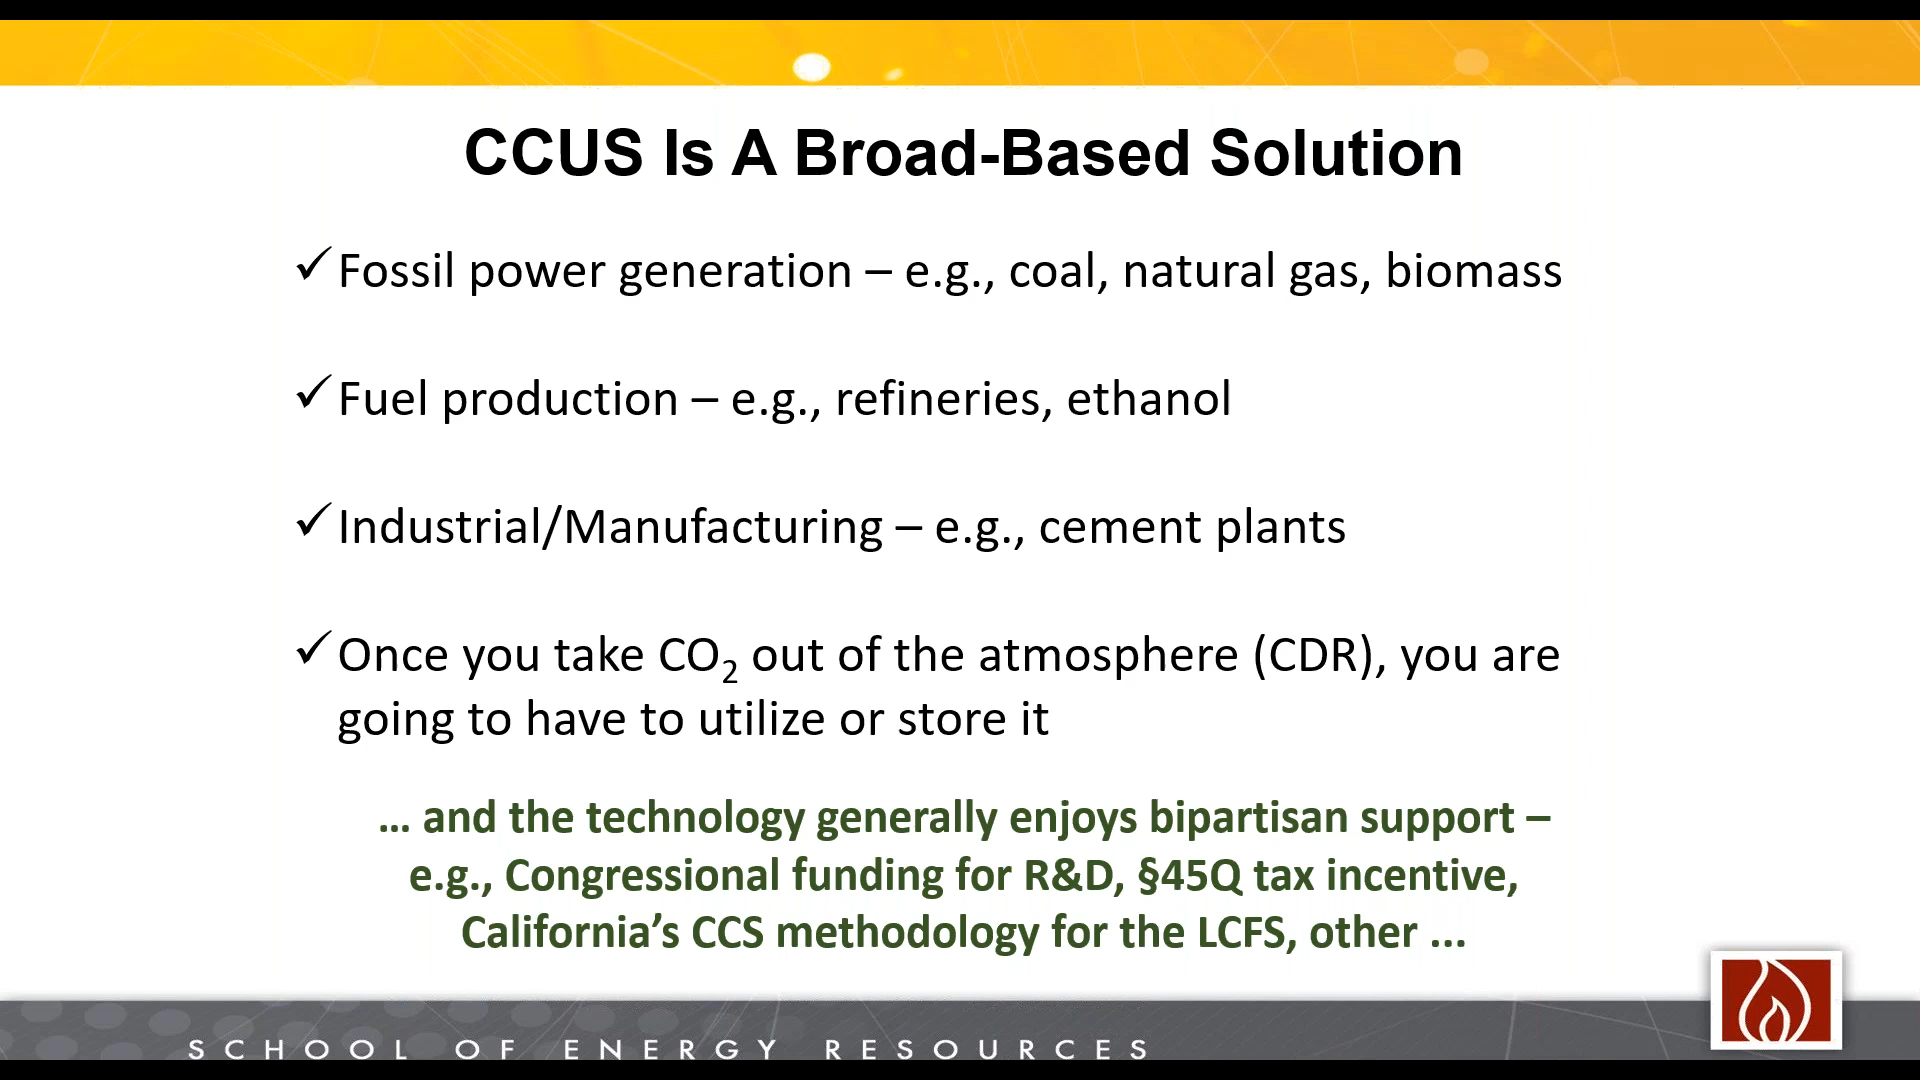 CCUS Is A Broad-Based Solution
✓Fossil power generation – e.g., coal, natural gas, biomass
✓Fuel production – e.g., refineries, ethanol
✓Industrial/Manufacturing – e.g., cement plants
✓Once you take CO₂ out of the atmosphere (CDR), you are
going to have to utilize or store it
... and the technology generally enjoys bipartisan support –
e.g., Congressional funding for R&D, §45Q tax incentive,
California’s CCS methodology for the LCFS, other ...
SCHOOL OF ENERGY RESOURCES